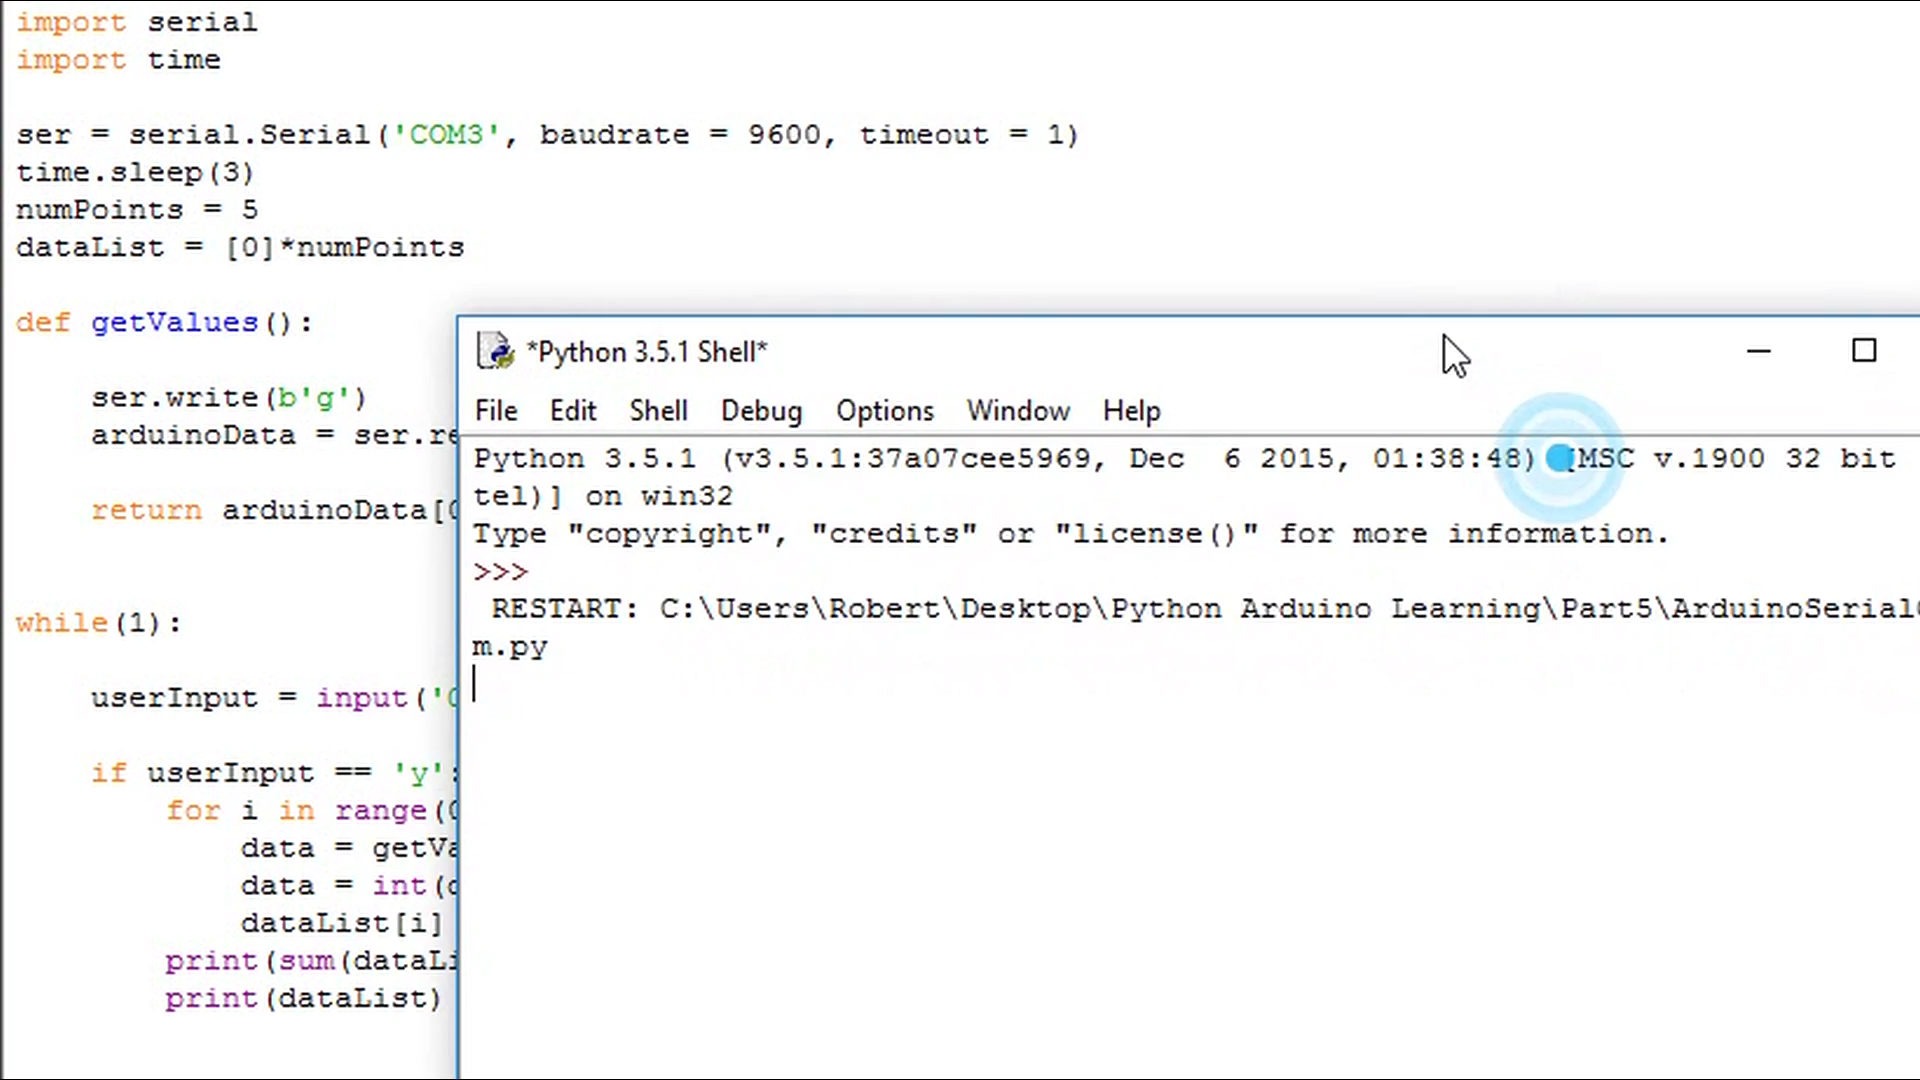 import serial
import time
ser = serial.Serial('COM3', baudrate = 9600, timeout = 1)
time.sleep(3)
numPoints = 5
dataList = [0]*numPoints
def getValues():
ser.write(b'g')
arduinoData = ser.re
return arduinoData[0
while(1):
userInput = input('
if userInput == 'y':
for i in range(0
data = getVa
data = int(d
dataList[i]
print(sum(dataLi
print(dataList)
*Python 3.5.1 Shell*
File Edit Shell Debug Options Window Help
Python 3.5.1 (v3.5.1:37a07cee5969, Dec  6 2015, 01:38:48) [MSC v.1900 32 bit
tel)] on win32
Type "copyright", "credits" or "license()" for more information.
>>>
RESTART: C:\Users\Robert\Desktop\Python Arduino Learning\Part5\ArduinoSerial
m.py